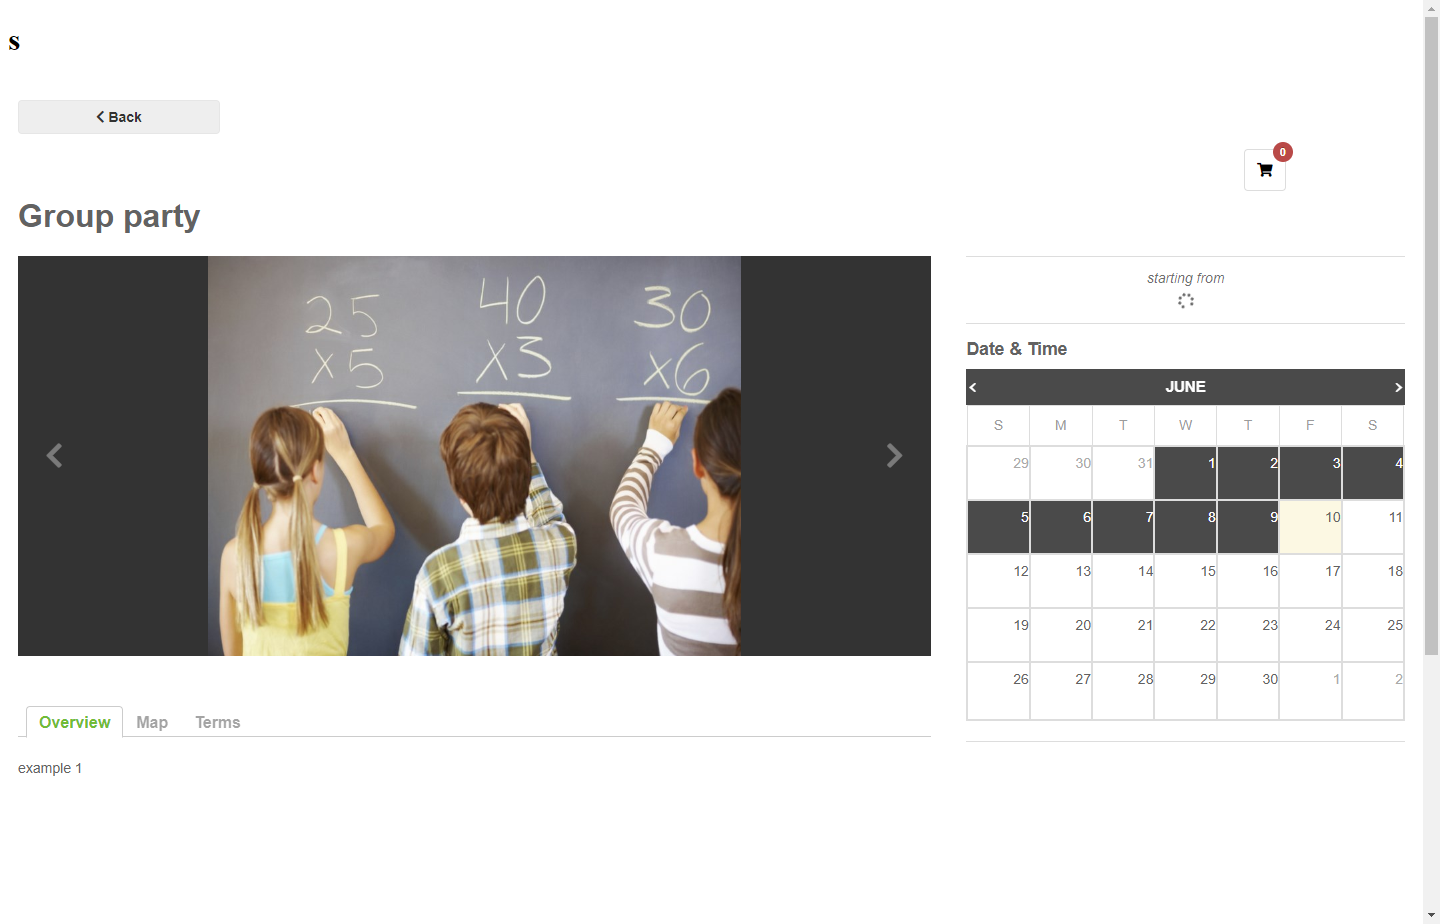 s
Back
0
Group party
25
x5
40
x3
30
x6
starting from
Date & Time
JUNE
S M T W T F S
29 30 31 1 2 3 4
5 6 7 8 9 10 11
12 13 14 15 16 17 18
19 20 21 22 23 24 25
26 27 28 29 30 1 2
Overview Map Terms
example 1